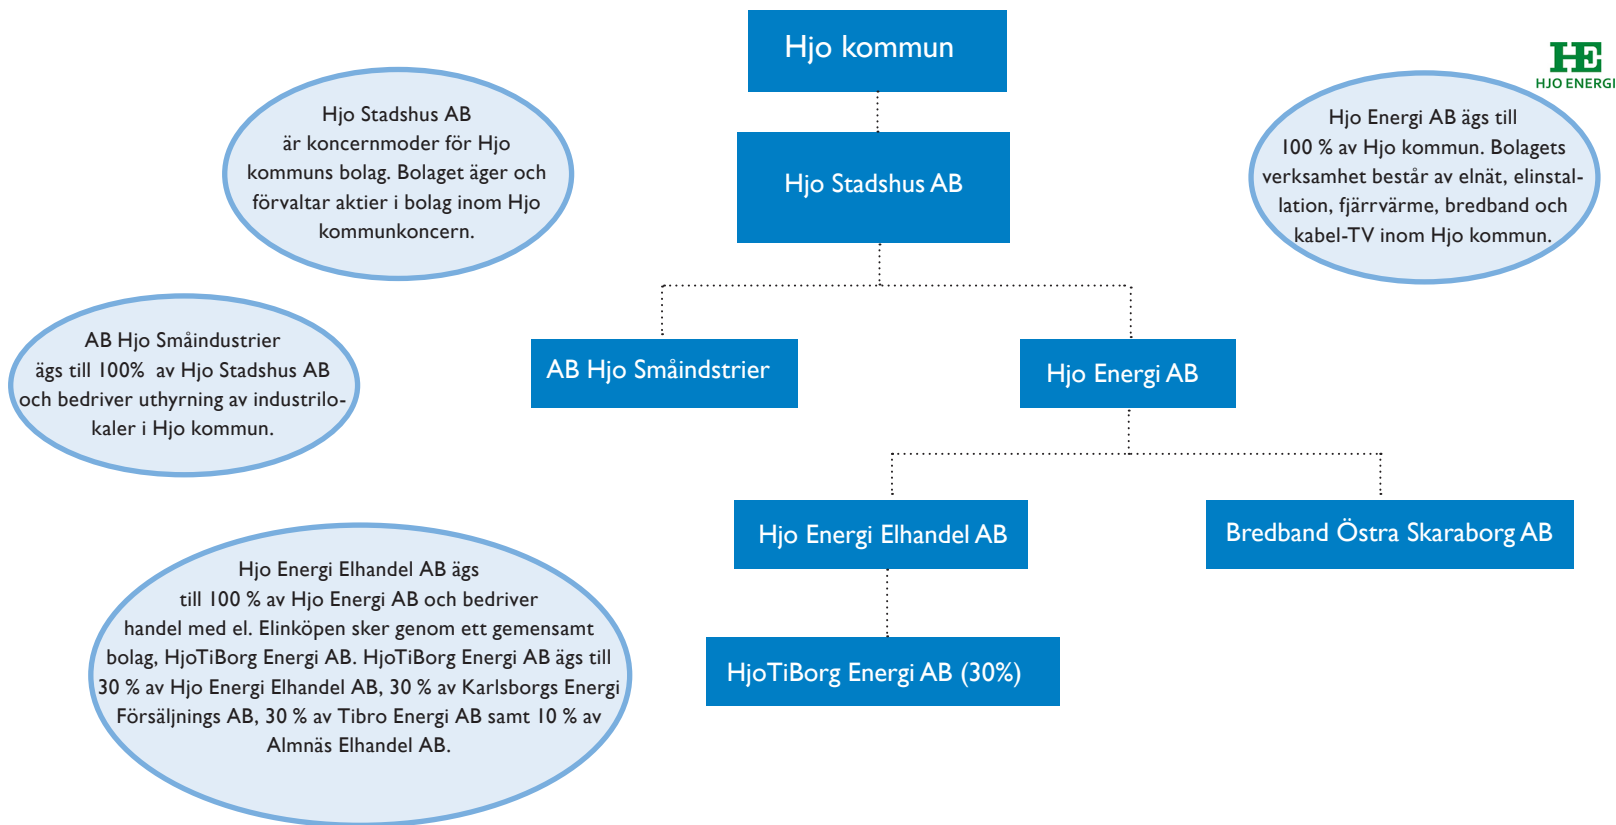 Hjo kommun
HE
HJO ENERGI
Hjo Stadshus AB
är koncernmoder för Hjo
kommuns bolag. Bolaget äger och
förvaltar aktier i bolag inom Hjo
kommunkoncern.
Hjo Stadshus AB
Hjo Energi AB ägs till
100 % av Hjo kommun. Bolagets
verksamhet består av elnät, elinstal-
lation, fjärrvärme, bredband och
kabel-TV inom Hjo kommun.
AB Hjo Småindustrier
ägs till 100% av Hjo Stadshus AB
och bedriver uthyrning av industrilo-
kaler i Hjo kommun.
AB Hjo Småindstrier
Hjo Energi AB
Hjo Energi Elhandel AB
Bredband Östra Skaraborg AB
Hjo Energi Elhandel AB ägs
till 100 % av Hjo Energi AB och bedriver
handel med el. Elinköpen sker genom ett gemensamt
bolag, HjoTiBorg Energi AB. HjoTiBorg Energi AB ägs till
30 % av Hjo Energi Elhandel AB, 30 % av Karlsborgs Energi
Försäljnings AB, 30 % av Tibro Energi AB samt 10 % av
Almnäs Elhandel AB.
HjoTiBorg Energi AB (30%)